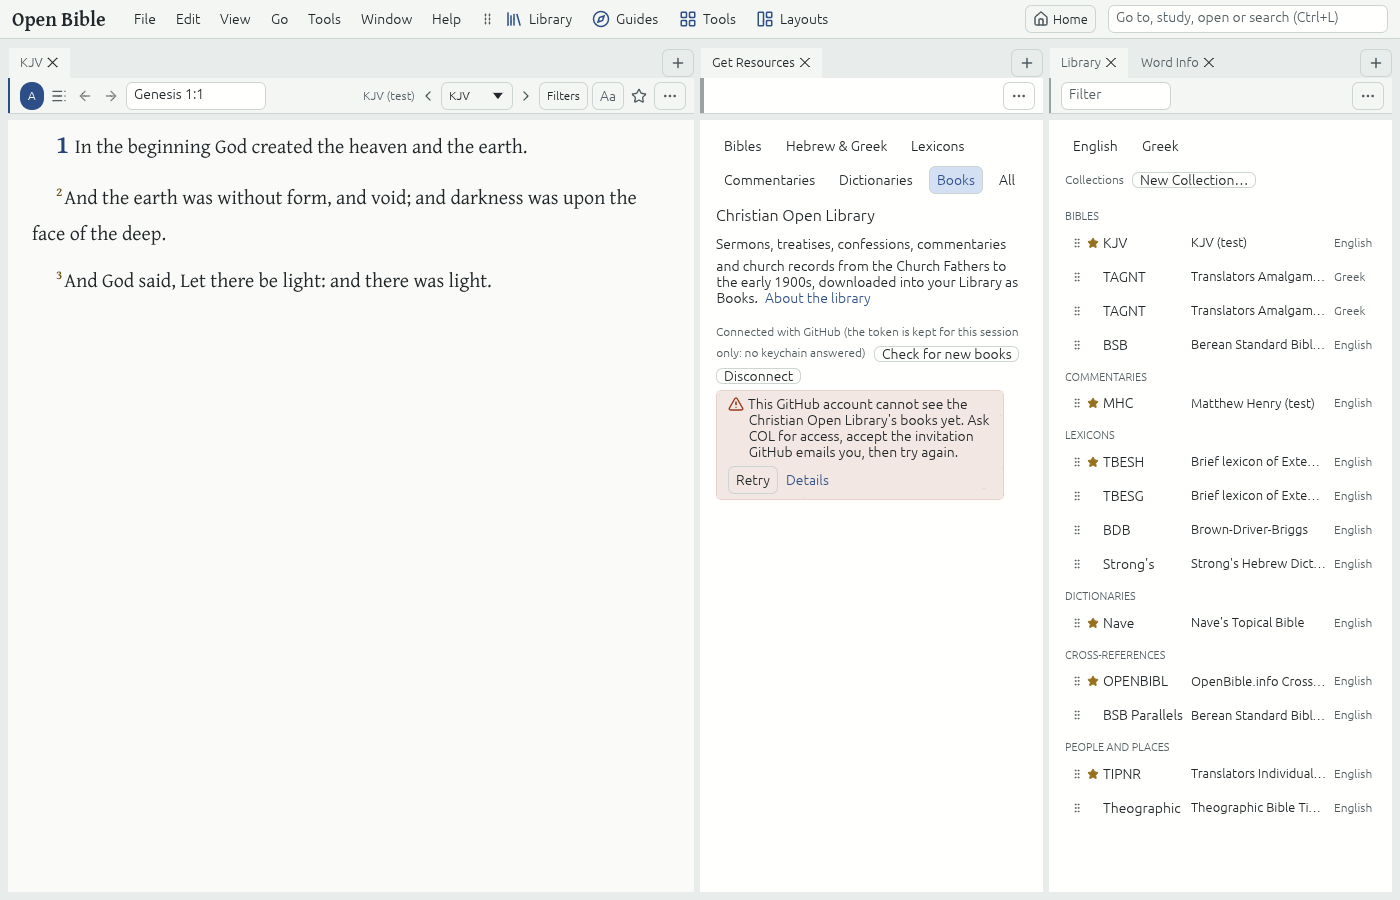 Open Bible File Edit View Go Tools Window Help Library Guides Tools Layouts Home Go to, study, open or search (Ctrl+L)
KJV
A Genesis 1:1 KJV (test) KJV Filters Aa
1 In the beginning God created the heaven and the earth.
2 And the earth was without form, and void; and darkness was upon the
face of the deep.
3 And God said, Let there be light: and there was light.
Get Resources
Bibles Hebrew & Greek Lexicons
Commentaries Dictionaries Books All
Christian Open Library
Sermons, treatises, confessions, commentaries
and church records from the Church Fathers to
the early 1900s, downloaded into your Library as
Books. About the library
Connected with GitHub (the token is kept for this session
only: no keychain answered) Check for new books
Disconnect
This GitHub account cannot see the
Christian Open Library's books yet. Ask
COL for access, accept the invitation
GitHub emails you, then try again.
Retry Details
Library Word Info
Filter
English Greek
Collections New Collection...
BIBLES
KJV KJV (test) English
TAGNT Translators Amalgam... Greek
TAGNT Translators Amalgam... Greek
BSB Berean Standard Bibl... English
COMMENTARIES
MHC Matthew Henry (test) English
LEXICONS
TBESH Brief lexicon of Exte... English
TBESG Brief lexicon of Exte... English
BDB Brown-Driver-Briggs English
Strong's Strong's Hebrew Dict... English
DICTIONARIES
Nave Nave's Topical Bible English
CROSS-REFERENCES
OPENBIBL OpenBible.info Cross... English
BSB Parallels Berean Standard Bibl... English
PEOPLE AND PLACES
TIPNR Translators Individual... English
Theographic Theographic Bible Ti... English